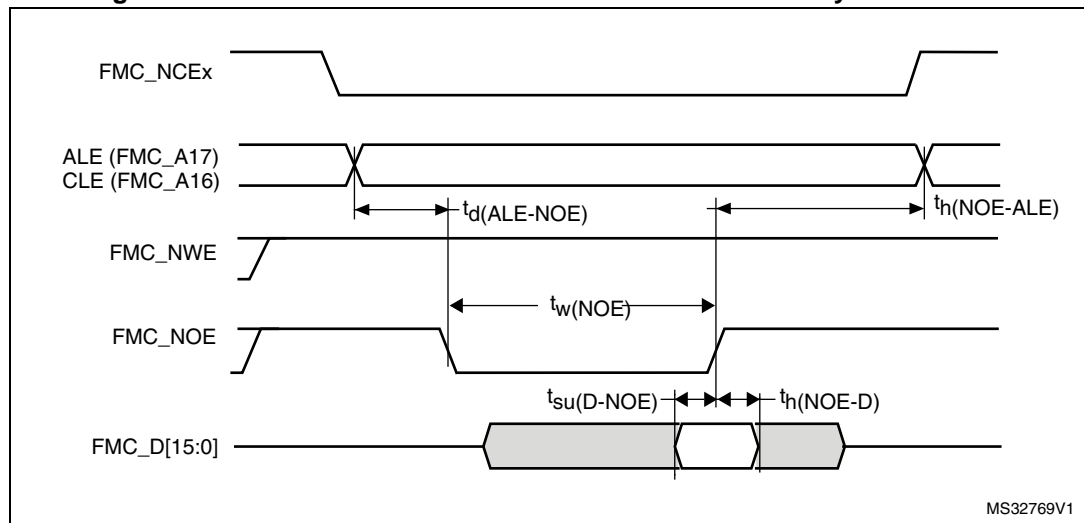 FMC_NCEx
ALE (FMC_A17)
CLE (FMC_A16)
td(ALE-NOE)
th(NOE-ALE)
FMC_NWE
tw(NOE)
FMC_NOE
tsu(D-NOE)
th(NOE-D)
FMC_D[15:0]
MS32769V1